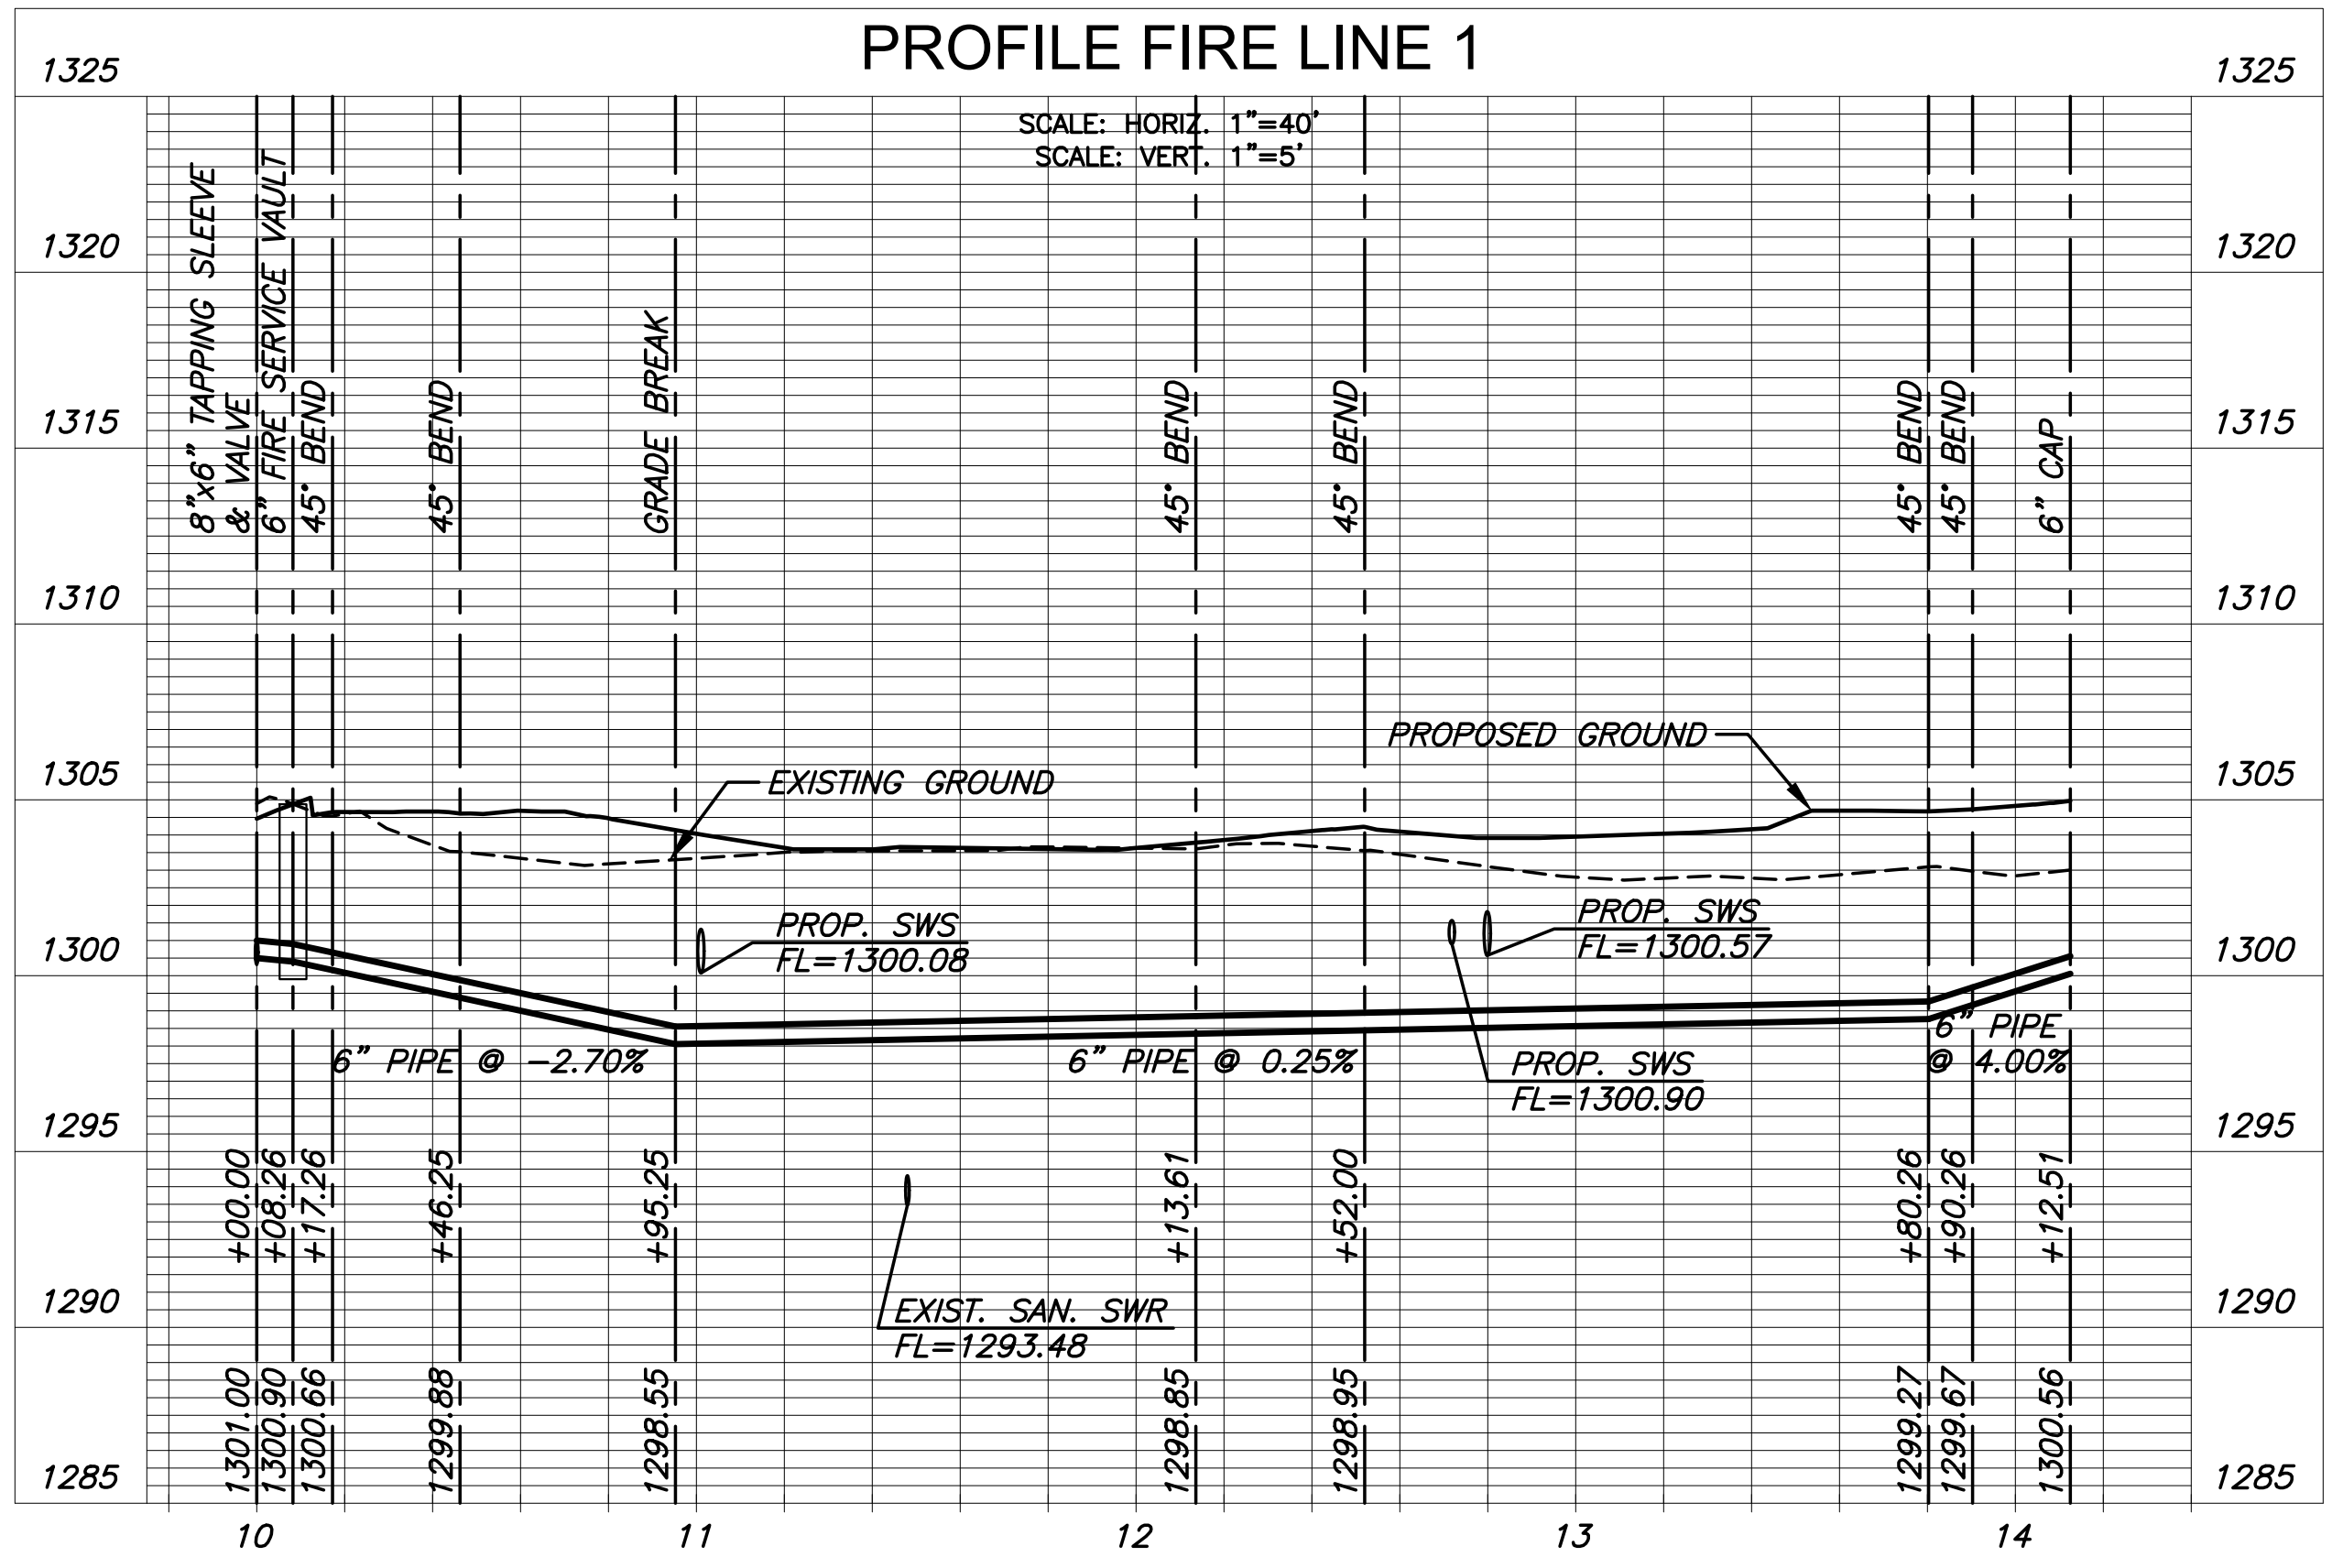 PROFILE FIRE LINE 1
SCALE: HORIZ. 1"=40'
SCALE: VERT. 1"=5'
1325
1320
1315
1310
1305
1300
1295
1290
1285
1325
1320
1315
1310
1305
1300
1295
1290
1285
8"x6" TAPPING SLEEVE
& VALVE
6" FIRE SERVICE VAULT
45° BEND
45° BEND
GRADE BREAK
45° BEND
45° BEND
45° BEND
45° BEND
6" CAP
PROPOSED GROUND
EXISTING GROUND
PROP. SWS
FL=1300.08
PROP. SWS
FL=1300.57
PROP. SWS
FL=1300.90
6" PIPE @ -2.70%
6" PIPE @ 0.25%
6" PIPE
@ 4.00%
EXIST. SAN. SWR
FL=1293.48
+00.00
+08.26
+17.26
+46.25
+95.25
+13.61
+52.00
+80.26
+90.26
+12.51
1301.00
1300.90
1300.66
1299.88
1298.55
1298.85
1298.95
1299.27
1299.67
1300.56
10
11
12
13
14